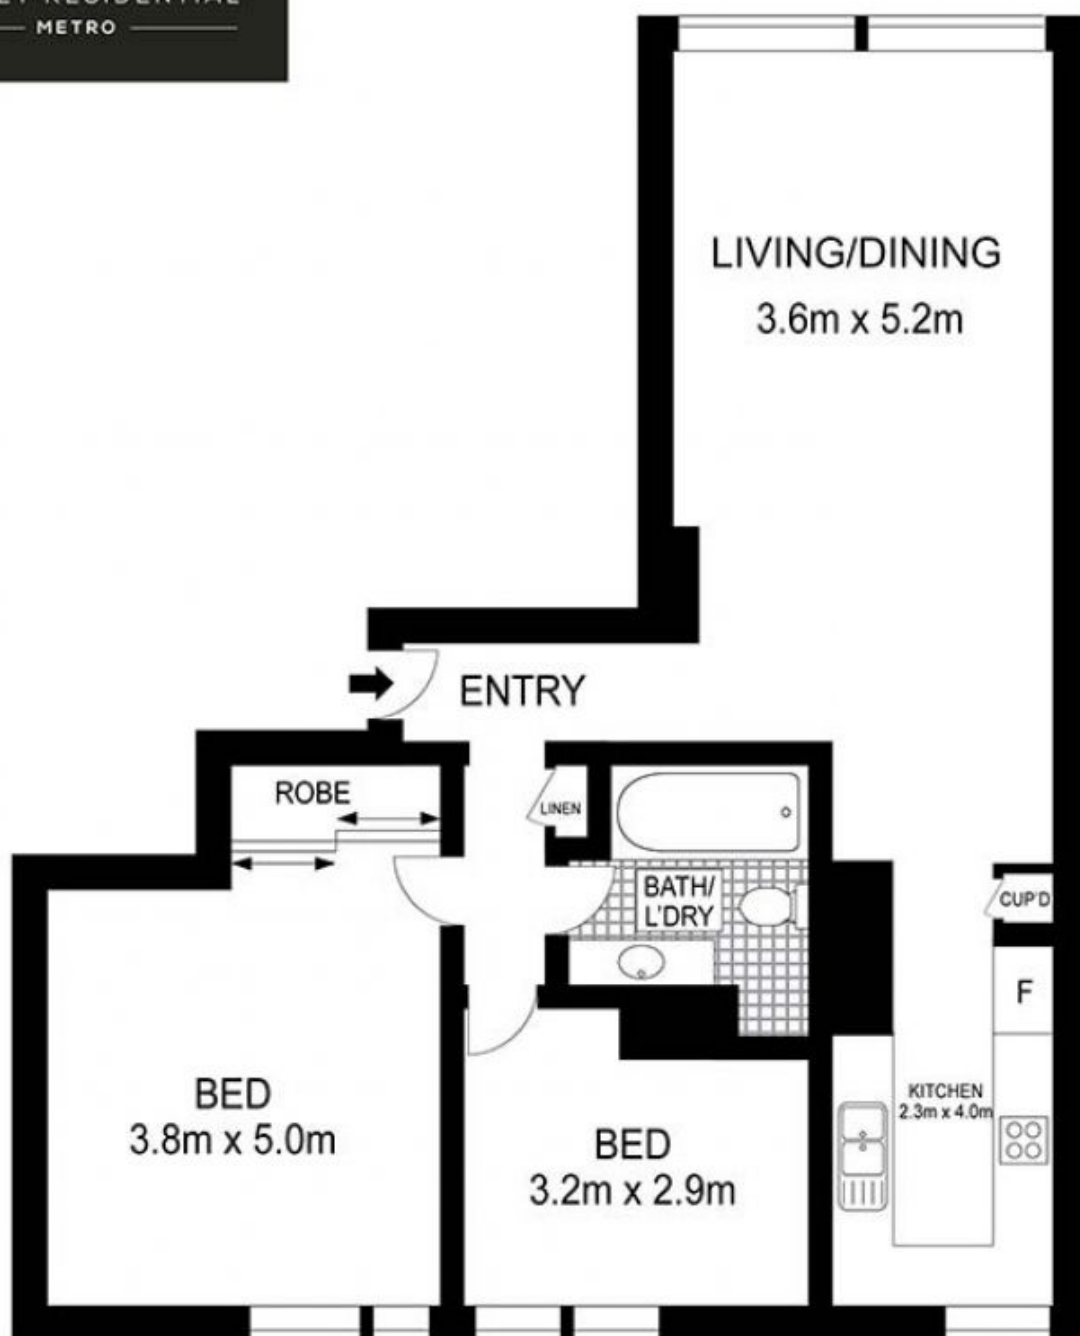 RESIDENTIAL
METRO
LIVING/DINING
3.6m x 5.2m
ENTRY
ROBE
LINEN
BATH/
L'DRY
CUP'D
F
KITCHEN
2.3m x 4.0m
BED
3.8m x 5.0m
BED
3.2m x 2.9m